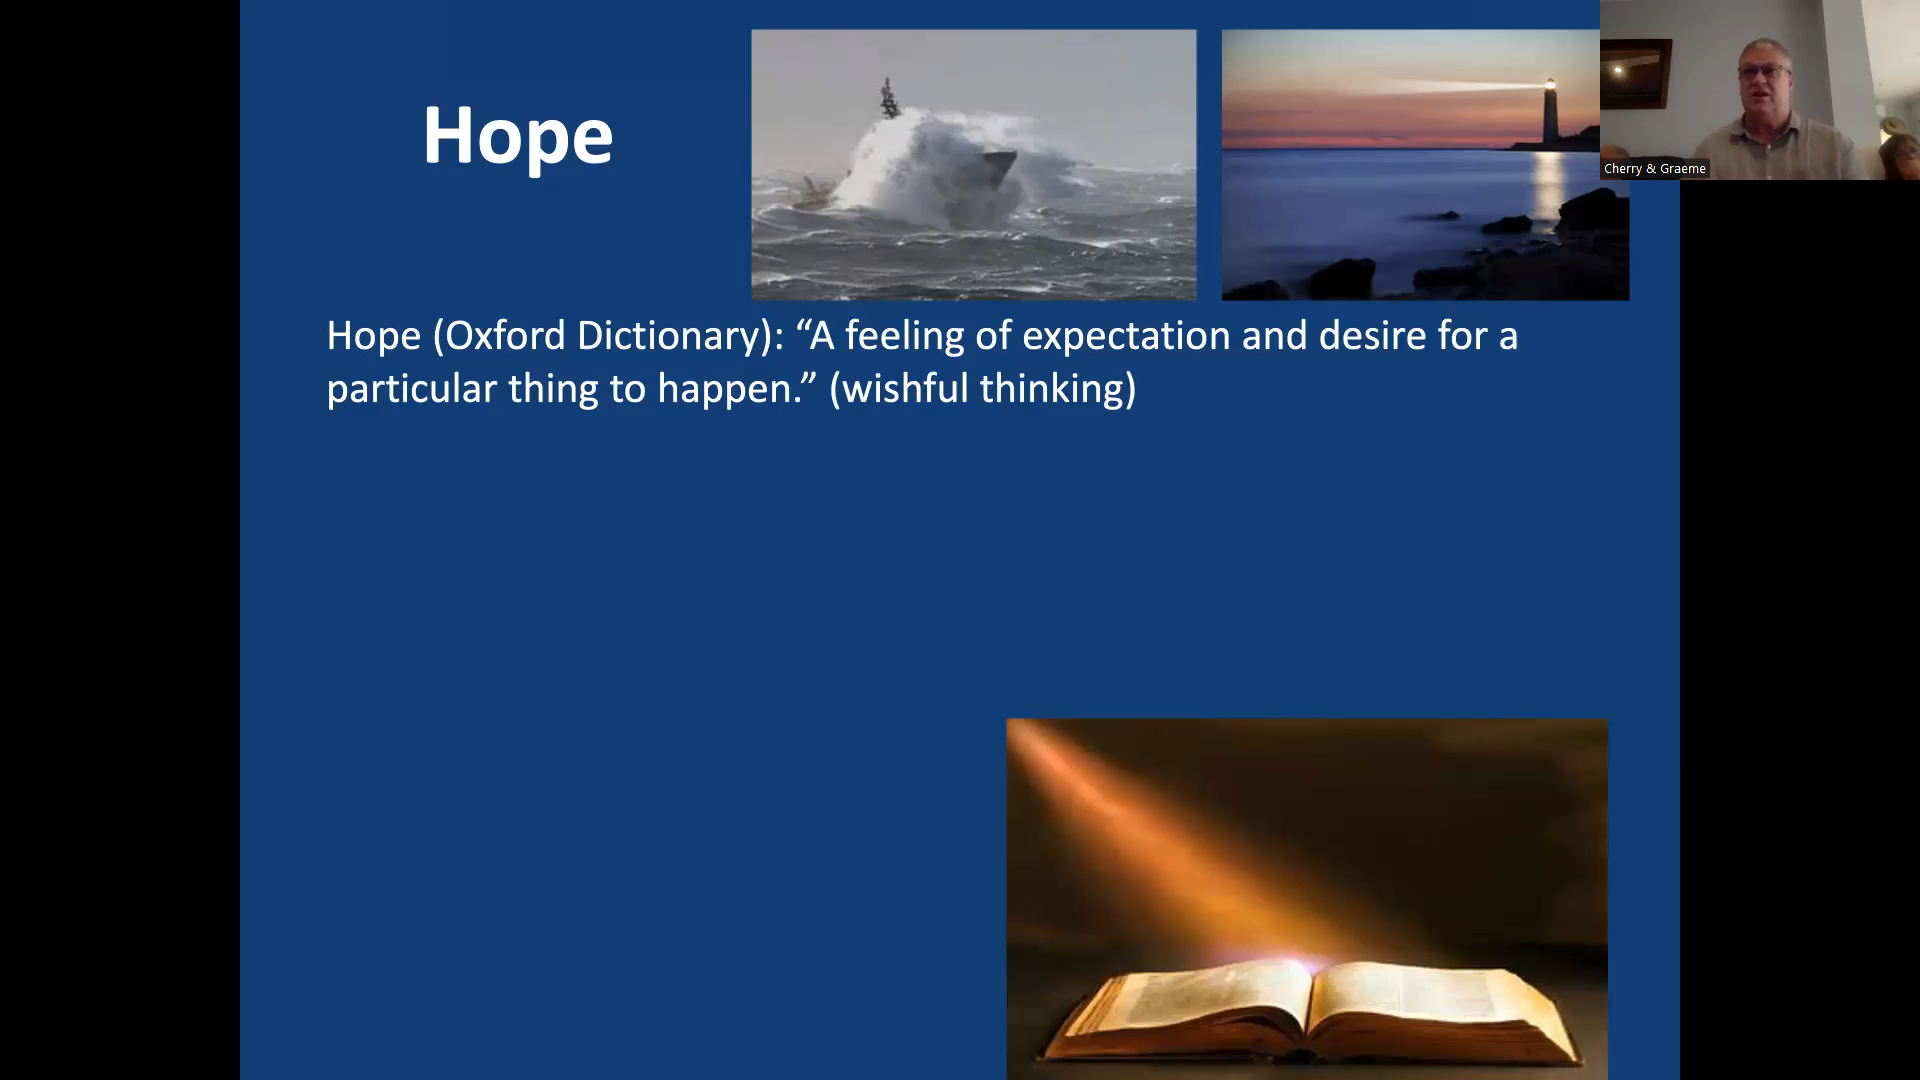 Hope
Cherry & Graeme
Hope (Oxford Dictionary): “A feeling of expectation and desire for a
particular thing to happen.” (wishful thinking)